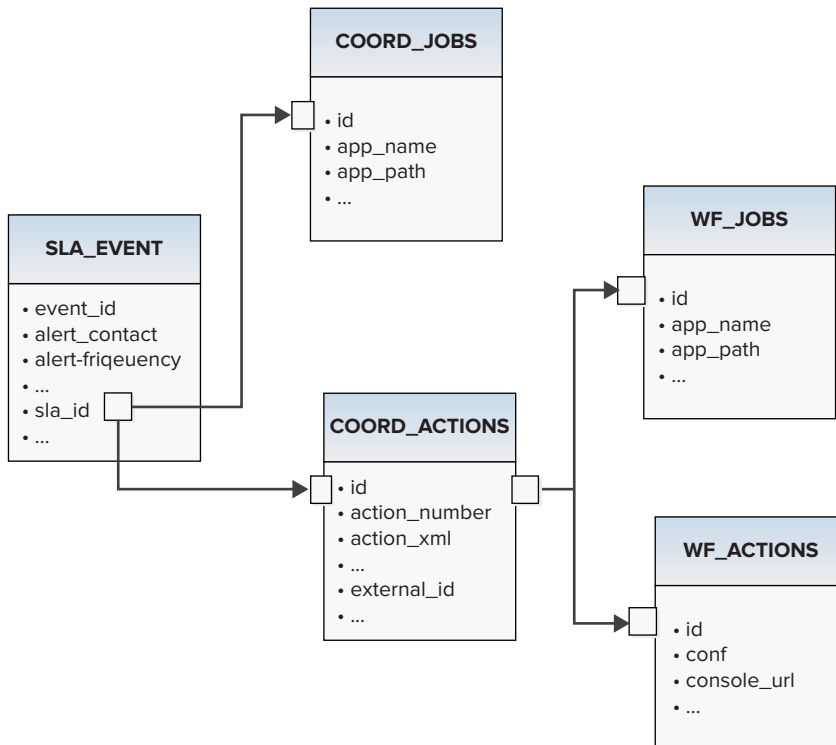 COORD_JOBS
• id
• app_name
• app_path
• ...
SLA_EVENT
• event_id
• alert_contact
• alert-friqeuency
• ...
• sla_id
• ...
WF_JOBS
• id
• app_name
• app_path
• ...
COORD_ACTIONS
• id
• action_number
• action_xml
• ...
• external_id
• ...
WF_ACTIONS
• id
• conf
• console_url
• ...